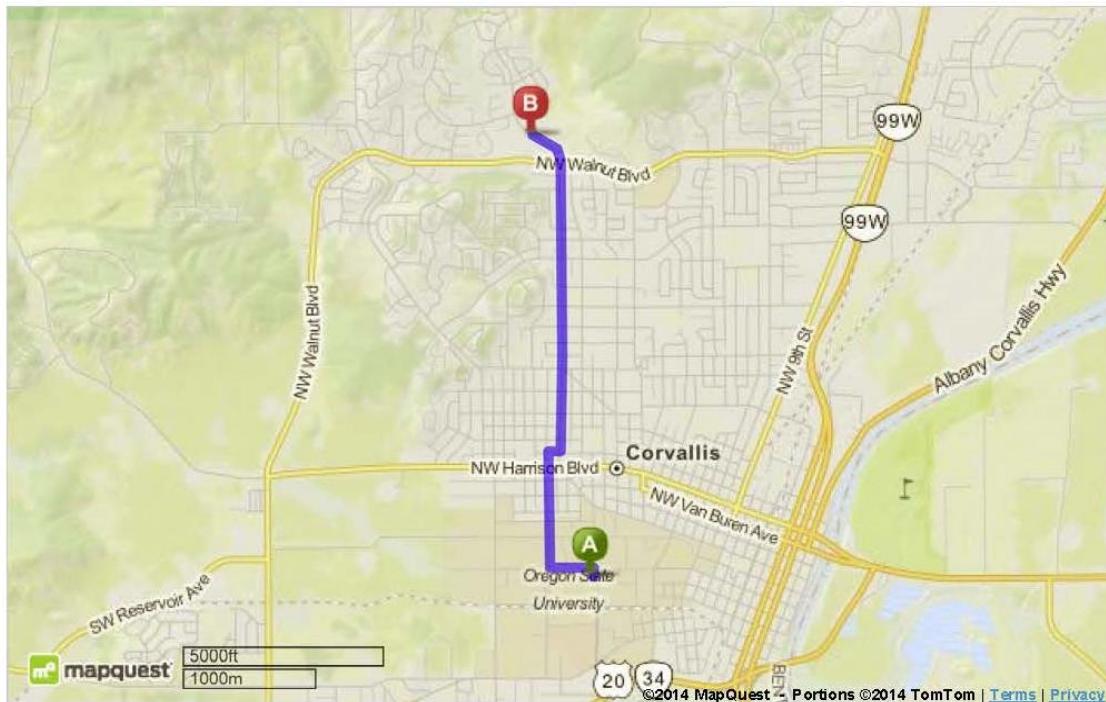 B
99W
NW Walnut Blvd
99W
NW Walnut Blvd
Albany Corvallis Hwy
NW 9th St
Corvallis
NW Harrison Blvd
NW Van Buren Ave
A
Oregon State
University
SW Reservoir Ave
mapquest
5000ft
1000m
20
34
BEN
©2014 MapQuest - Portions ©2014 TomTom | Terms | Privacy